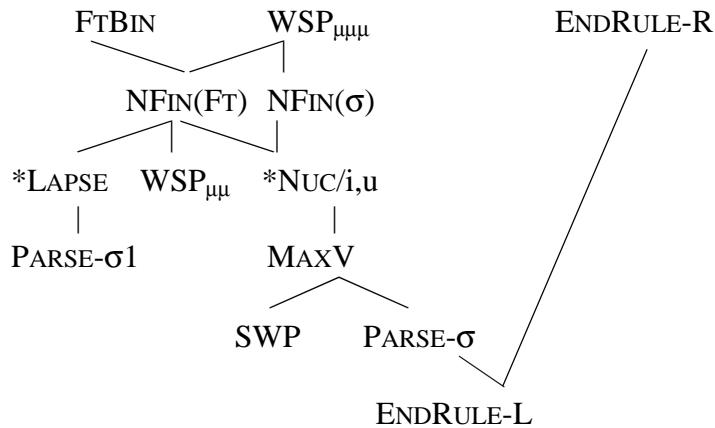 FTBIN WSPμμμ ENDRULE-R
NFIN(FT) NFIN(σ)
*LAPSE WSPμμ *NUC/i,u
PARSE-σ1 MAXV
SWP PARSE-σ
ENDRULE-L